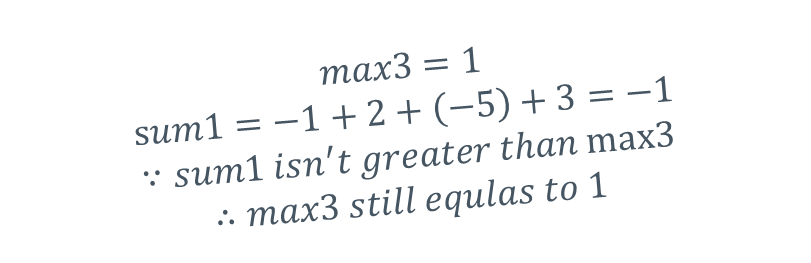 max3 = 1
sum1 = −1 + 2 + (−5) + 3 = −1
∵ sum1 isn't greater than max3
∴ max3 still equlas to 1